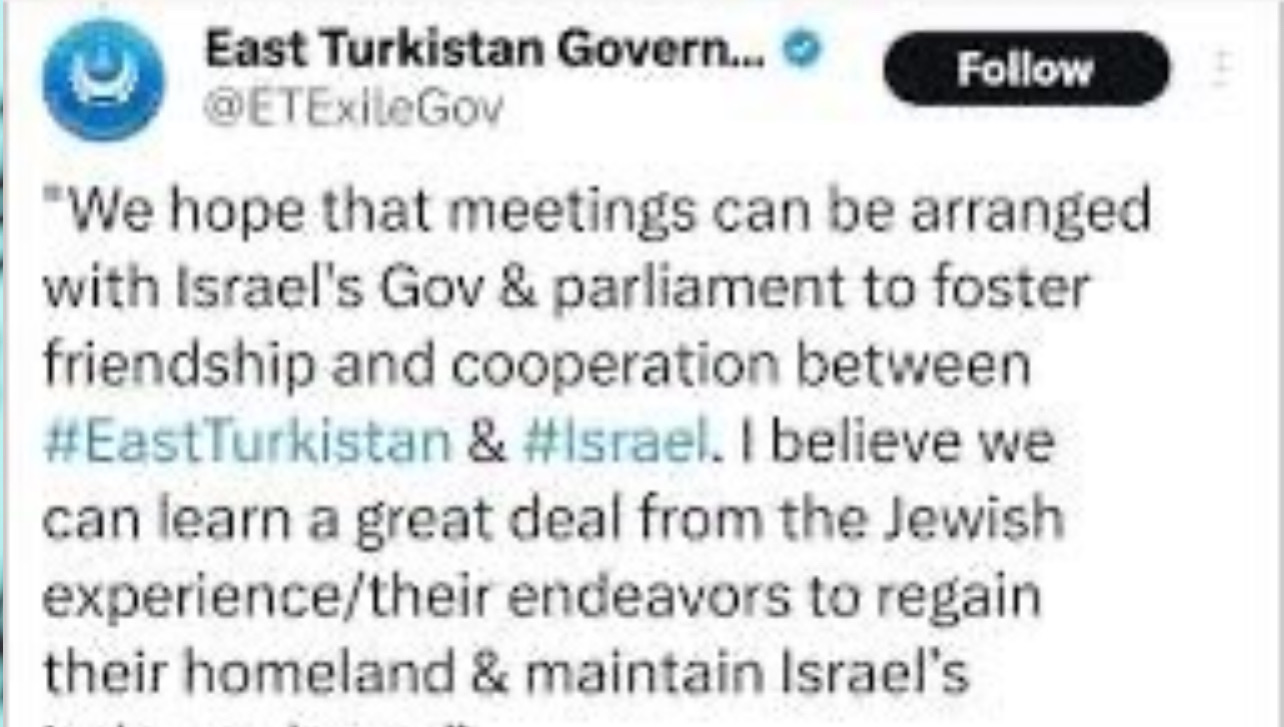 East Turkistan Govern...
Follow
@ETExileGov
"We hope that meetings can be arranged
with Israel's Gov & parliament to foster
friendship and cooperation between
#EastTurkistan & #Israel. I believe we
can learn a great deal from the Jewish
experience/their endeavors to regain
their homeland & maintain Israel's